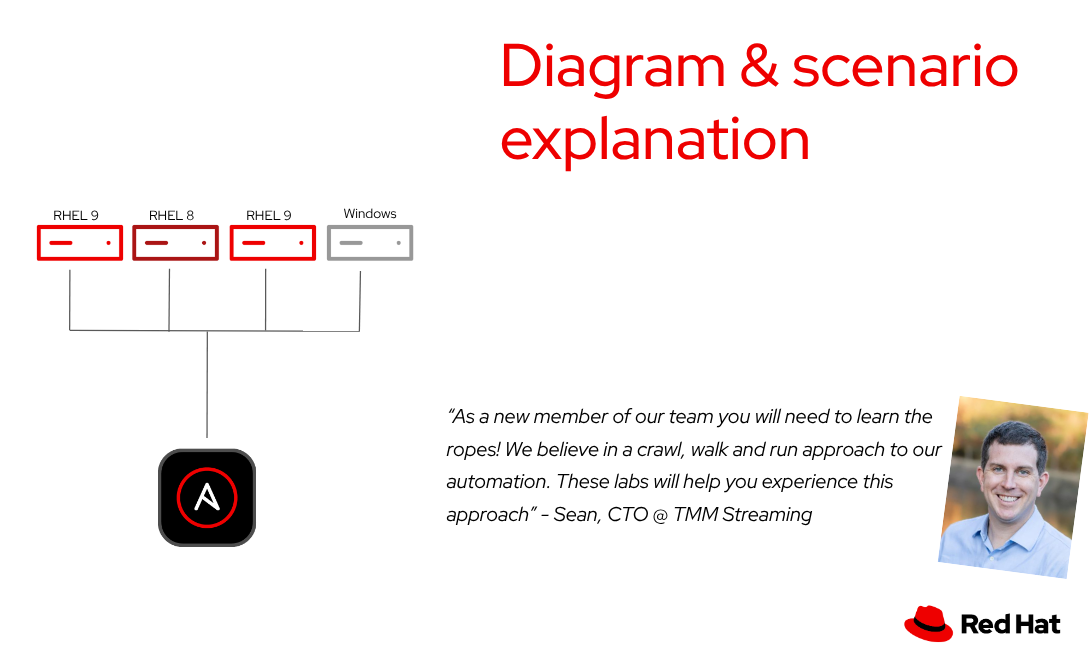 Diagram & scenario
explanation
RHEL 9
RHEL 8
RHEL 9
Windows
“As a new member of our team you will need to learn the
ropes! We believe in a crawl, walk and run approach to our
automation. These labs will help you experience this
approach” - Sean, CTO @ TMM Streaming
Red Hat